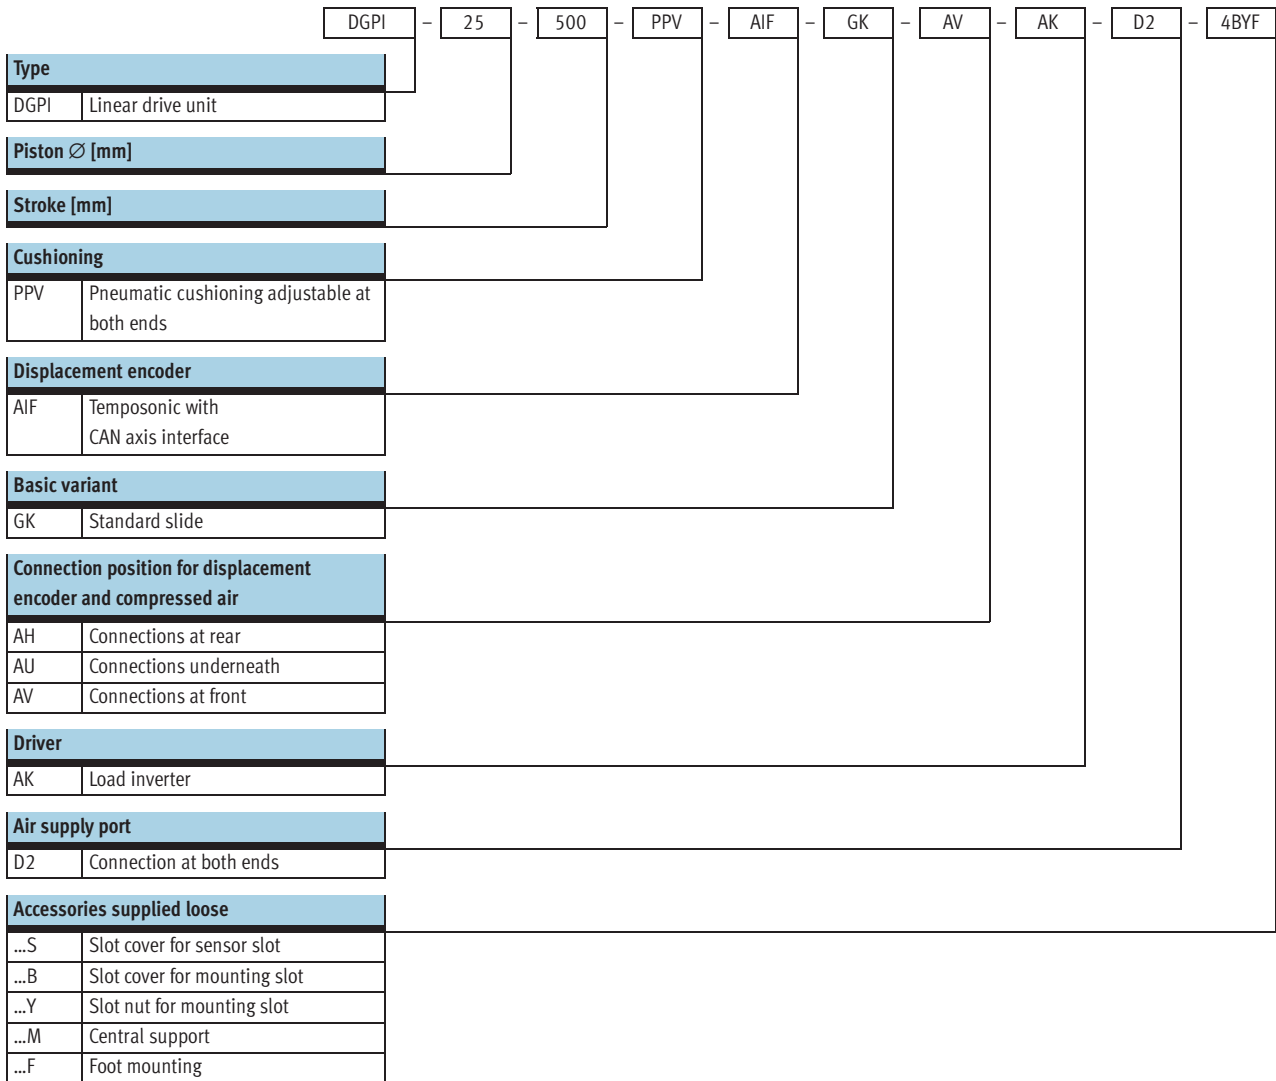 DGPI – 25 – 500 – PPV – AIF – GK – AV – AK – D2 – 4BYF
Type
DGPI Linear drive unit
Piston ∅ [mm]
Stroke [mm]
Cushioning
PPV Pneumatic cushioning adjustable at
both ends
Displacement encoder
AIF Temposonic with
CAN axis interface
Basic variant
GK Standard slide
Connection position for displacement
encoder and compressed air
AH Connections at rear
AU Connections underneath
AV Connections at front
Driver
AK Load inverter
Air supply port
D2 Connection at both ends
Accessories supplied loose
...S Slot cover for sensor slot
...B Slot cover for mounting slot
...Y Slot nut for mounting slot
...M Central support
...F Foot mounting